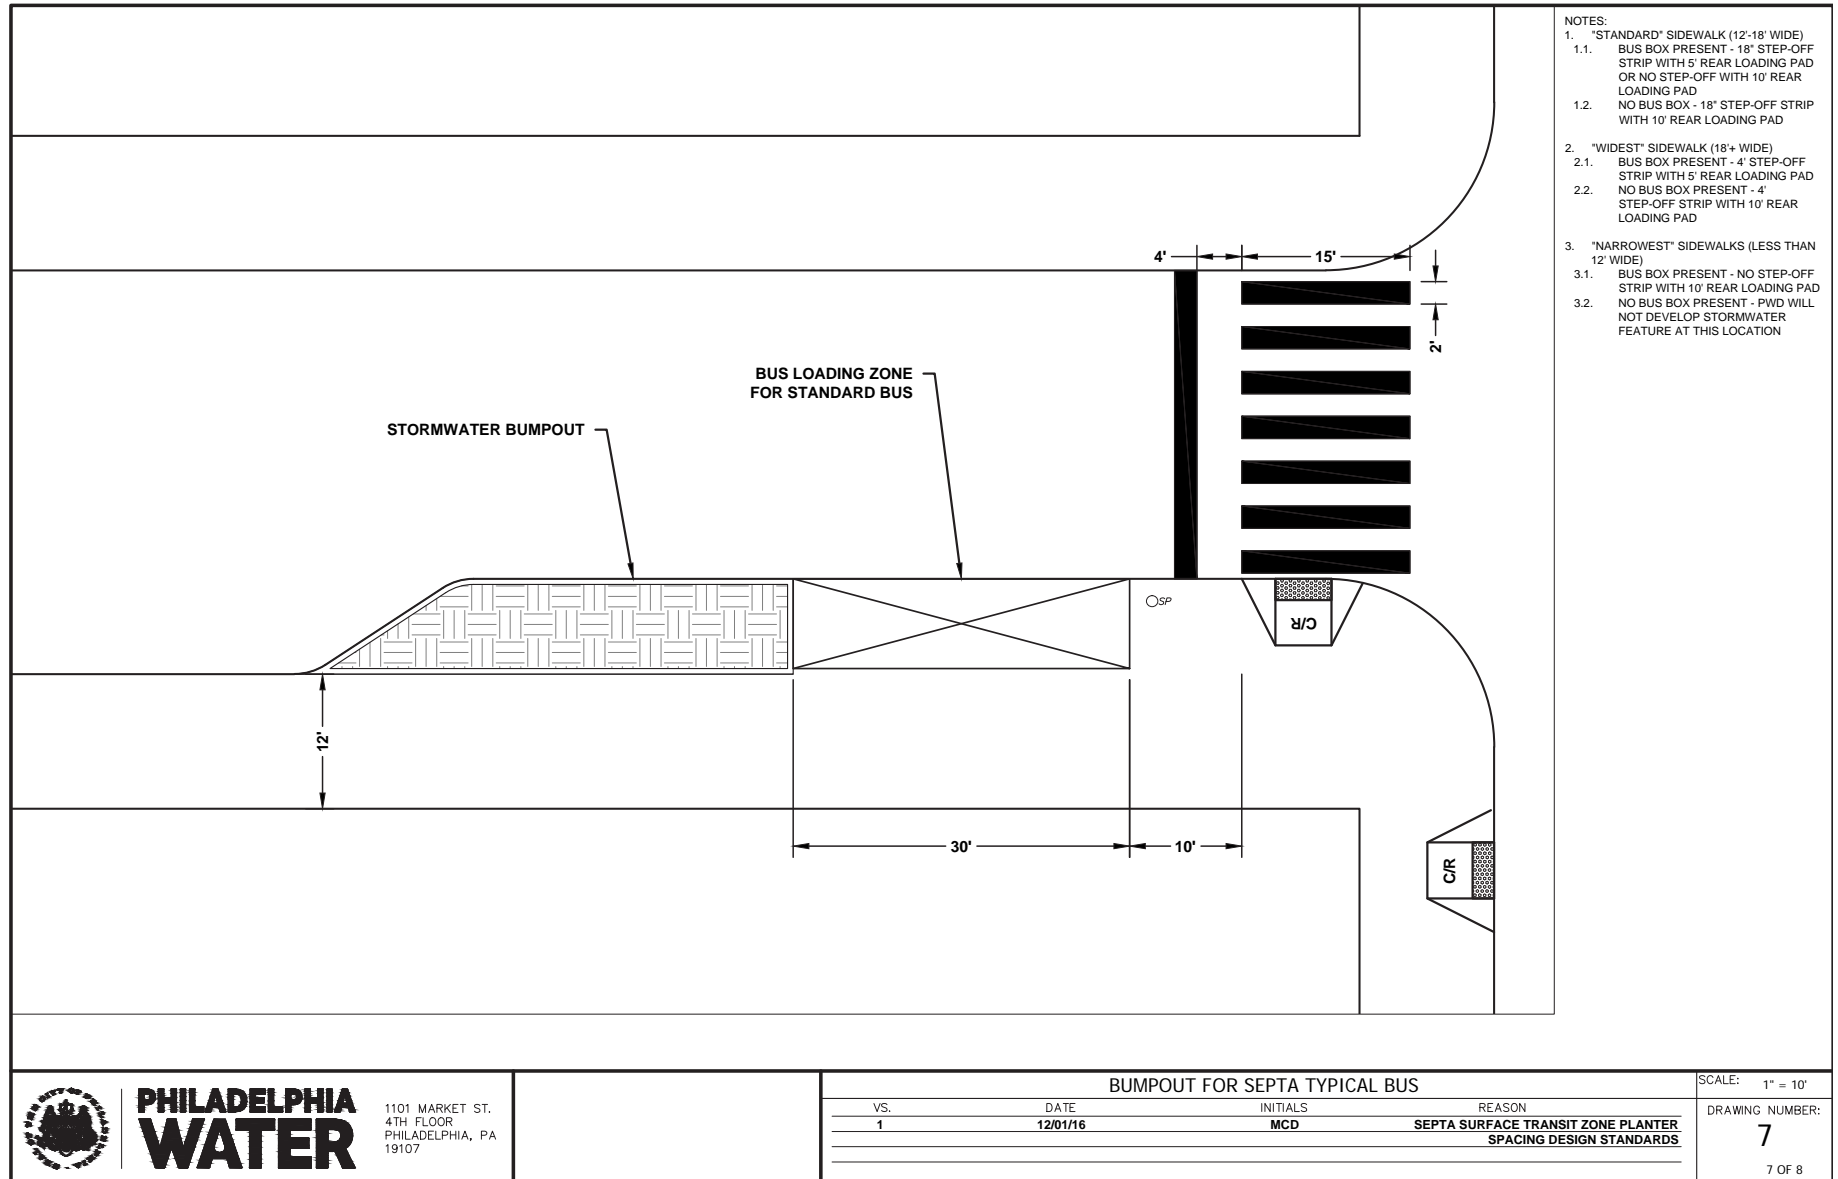 NOTES:
1. "STANDARD" SIDEWALK (12'-18' WIDE)
1.1. BUS BOX PRESENT - 18" STEP-OFF
STRIP WITH 5' REAR LOADING PAD
OR NO STEP-OFF WITH 10' REAR
LOADING PAD
1.2. NO BUS BOX - 18" STEP-OFF STRIP
WITH 10' REAR LOADING PAD
2. "WIDEST" SIDEWALK (18'+ WIDE)
2.1. BUS BOX PRESENT - 4' STEP-OFF
STRIP WITH 5' REAR LOADING PAD
2.2. NO BUS BOX PRESENT - 4'
STEP-OFF STRIP WITH 10' REAR
LOADING PAD
3. "NARROWEST" SIDEWALKS (LESS THAN
12' WIDE)
3.1. BUS BOX PRESENT - NO STEP-OFF
STRIP WITH 10' REAR LOADING PAD
3.2. NO BUS BOX PRESENT - PWD WILL
NOT DEVELOP STORMWATER
FEATURE AT THIS LOCATION
4'
15'
2'
BUS LOADING ZONE
FOR STANDARD BUS
STORMWATER BUMPOUT
SP
C/R
12'
30'
10'
C/R
PHILADELPHIA
WATER
1101 MARKET ST.
4TH FLOOR
PHILADELPHIA, PA
19107
BUMPOUT FOR SEPTA TYPICAL BUS
VS. DATE INITIALS REASON
1 12/01/16 MCD SEPTA SURFACE TRANSIT ZONE PLANTER
SPACING DESIGN STANDARDS
SCALE: 1" = 10'
DRAWING NUMBER:
7
7 OF 8